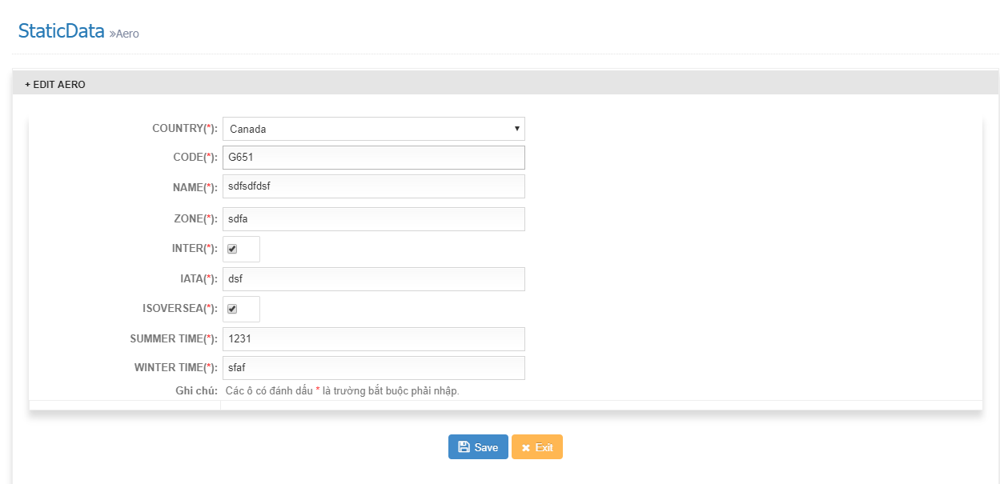 StaticData »Aero
+ EDIT AERO
COUNTRY(*): Canada
CODE(*): G651
NAME(*): sdfsdfdsf
ZONE(*): sdfa
INTER(*):
IATA(*): dsf
ISOVERSEA(*):
SUMMER TIME(*): 1231
WINTER TIME(*): sfaf
Ghi chú: Các ô có đánh dấu * là trường bắt buộc phải nhập.
Save Exit